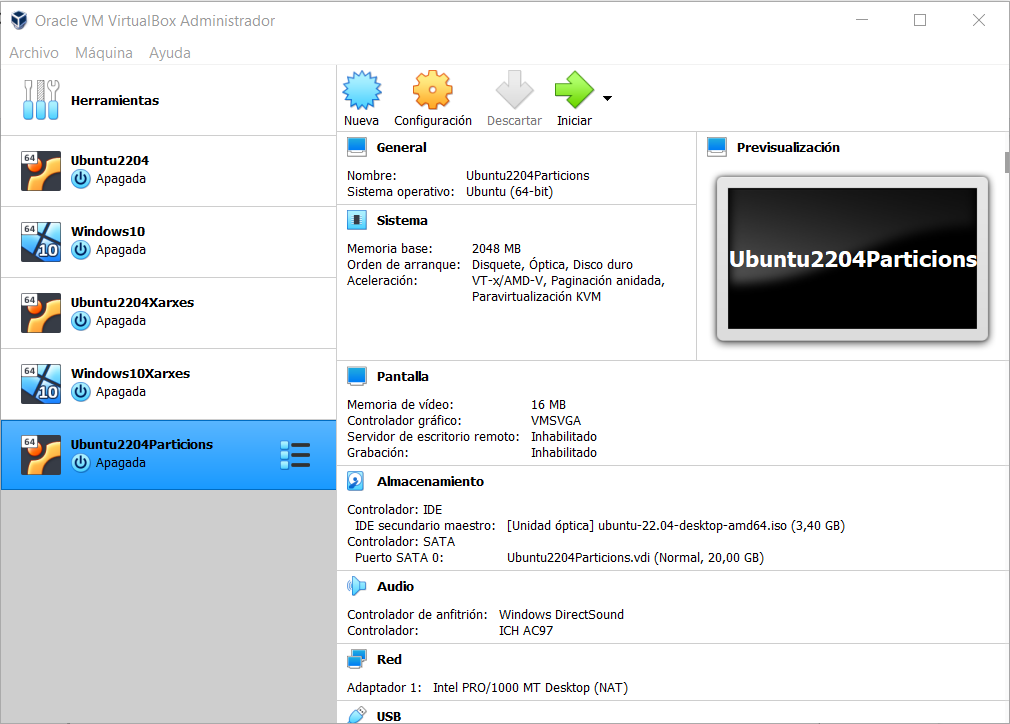 Oracle VM VirtualBox Administrador
Archivo Máquina Ayuda
Herramientas
64
Ubuntu2204
Apagada
64
10
Windows10
Apagada
64
Ubuntu2204Xarxes
Apagada
64
10
Windows10Xarxes
Apagada
64
Ubuntu2204Particions
Apagada
Nueva Configuración Descartar Iniciar
General
Nombre: Ubuntu2204Particions
Sistema operativo: Ubuntu (64-bit)
Sistema
Memoria base: 2048 MB
Orden de arranque: Disquete, Óptica, Disco duro
Aceleración: VT-x/AMD-V, Paginación anidada,
Paravirtualización KVM
Previsualización
Ubuntu2204Particions
Pantalla
Memoria de vídeo: 16 MB
Controlador gráfico: VMSVGA
Servidor de escritorio remoto: Inhabilitado
Grabación: Inhabilitado
Almacenamiento
Controlador: IDE
IDE secundario maestro: [Unidad óptica] ubuntu-22.04-desktop-amd64.iso (3,40 GB)
Controlador: SATA
Puerto SATA 0: Ubuntu2204Particions.vdi (Normal, 20,00 GB)
Audio
Controlador de anfitrión: Windows DirectSound
Controlador: ICH AC97
Red
Adaptador 1: Intel PRO/1000 MT Desktop (NAT)
USB